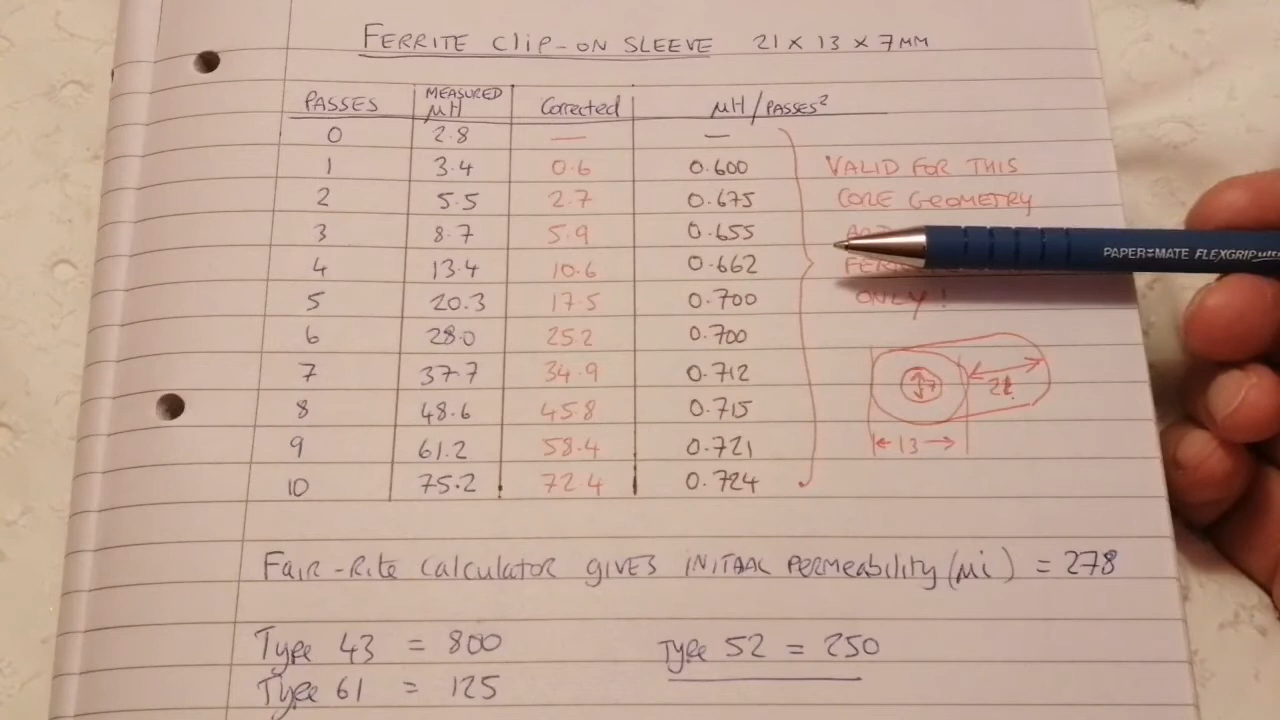 FERRITE CLIP-ON SLEEVE 21 X 13 X 7MM
PASSES MEASURED μH Corrected μH/PASSES²
0 2.8 — —
1 3.4 0.6 0.600
2 5.5 2.7 0.675
3 8.7 5.9 0.655
4 13.4 10.6 0.662
5 20.3 17.5 0.700
6 28.0 25.2 0.700
7 37.7 34.9 0.712
8 48.6 45.8 0.715
9 61.2 58.4 0.721
10 75.2 72.4 0.724
VALID FOR THIS
CORE GEOMETRY
ONLY!
7
21
13
PAPER MATE FLEXGRIP
FAIR-RITE CALCULATOR GIVES INITAAL PERMEABILITY (μi) = 278
Type 43 = 800 Type 52 = 250
Type 61 = 125